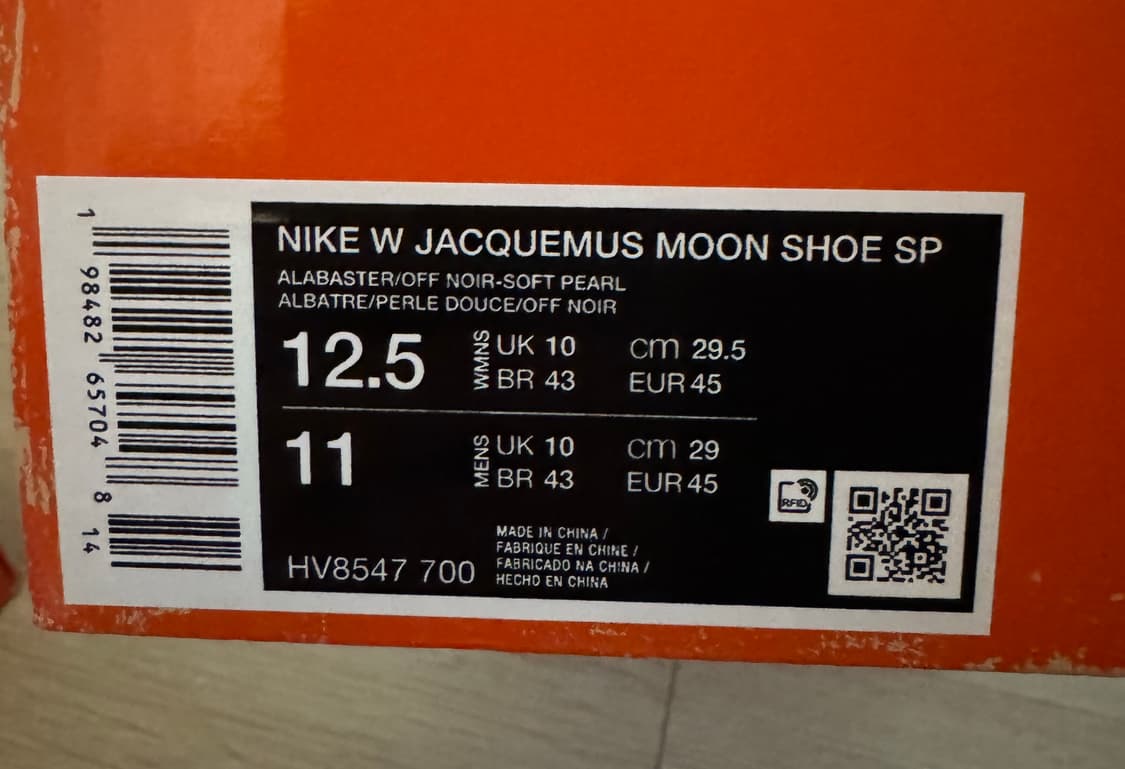 NIKE W JACQUEMUS MOON SHOE SP
ALABASTER/OFF NOIR-SOFT PEARL
ALBATRE/PERLE DOUCE/OFF NOIR
12.5 WMNS UK 10 cm 29.5
BR 43 EUR 45
11 MENS UK 10 cm 29
BR 43 EUR 45
HV8547 700
MADE IN CHINA /
FABRIQUE EN CHINE /
FABRICADO NA CHINA /
HECHO EN CHINA
RFID
1 98482 65704 8 14